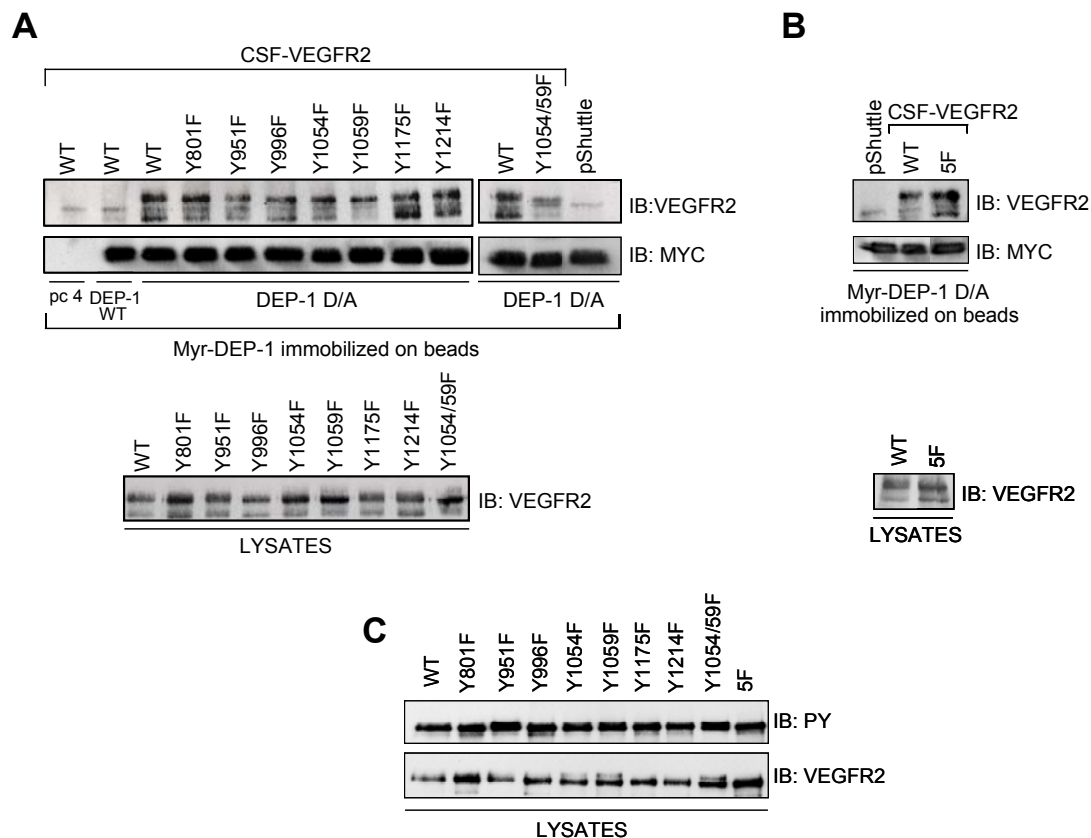 A
CSF-VEGFR2
WT WT WT Y801F Y951F Y996F Y1054F Y1059F Y1175F Y1214F WT Y1054/59F pShuttle
IB:VEGFR2
IB: MYC
pc 4 DEP-1 WT DEP-1 D/A DEP-1 D/A
Myr-DEP-1 immobilized on beads
WT Y801F Y951F Y996F Y1054F Y1059F Y1175F Y1214F Y1054/59F
IB: VEGFR2
LYSATES
B
CSF-VEGFR2
pShuttle WT 5F
IB: VEGFR2
IB: MYC
Myr-DEP-1 D/A
immobilized on beads
WT 5F
IB: VEGFR2
LYSATES
C
WT Y801F Y951F Y996F Y1054F Y1059F Y1175F Y1214F Y1054/59F 5F
IB: PY
IB: VEGFR2
LYSATES